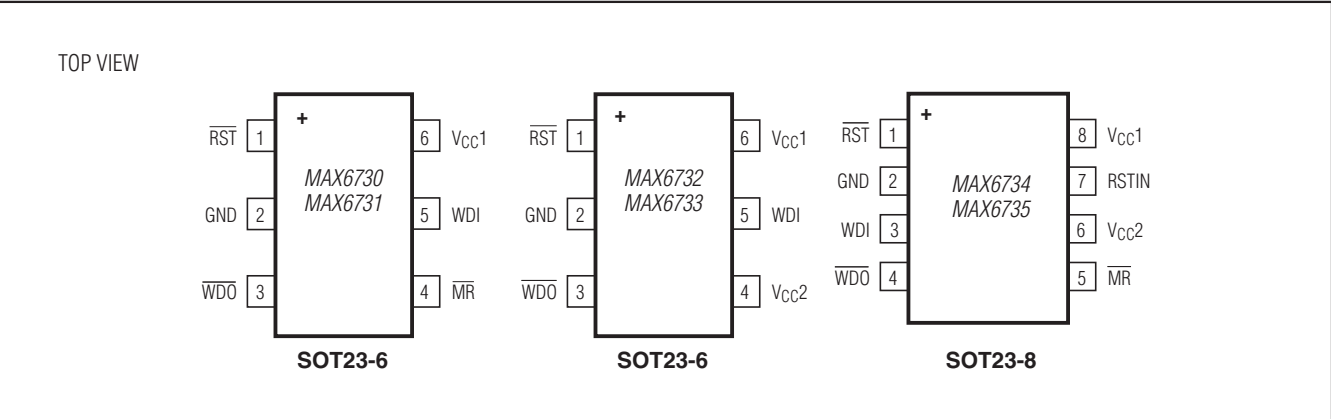 TOP VIEW
RST 1
GND 2
WDO 3
+
MAX6730
MAX6731
6 VCC1
5 WDI
4 MR
SOT23-6
RST 1
GND 2
WDO 3
+
MAX6732
MAX6733
6 VCC1
5 WDI
4 VCC2
SOT23-6
RST 1
GND 2
WDI 3
WDO 4
+
MAX6734
MAX6735
8 VCC1
7 RSTIN
6 VCC2
5 MR
SOT23-8